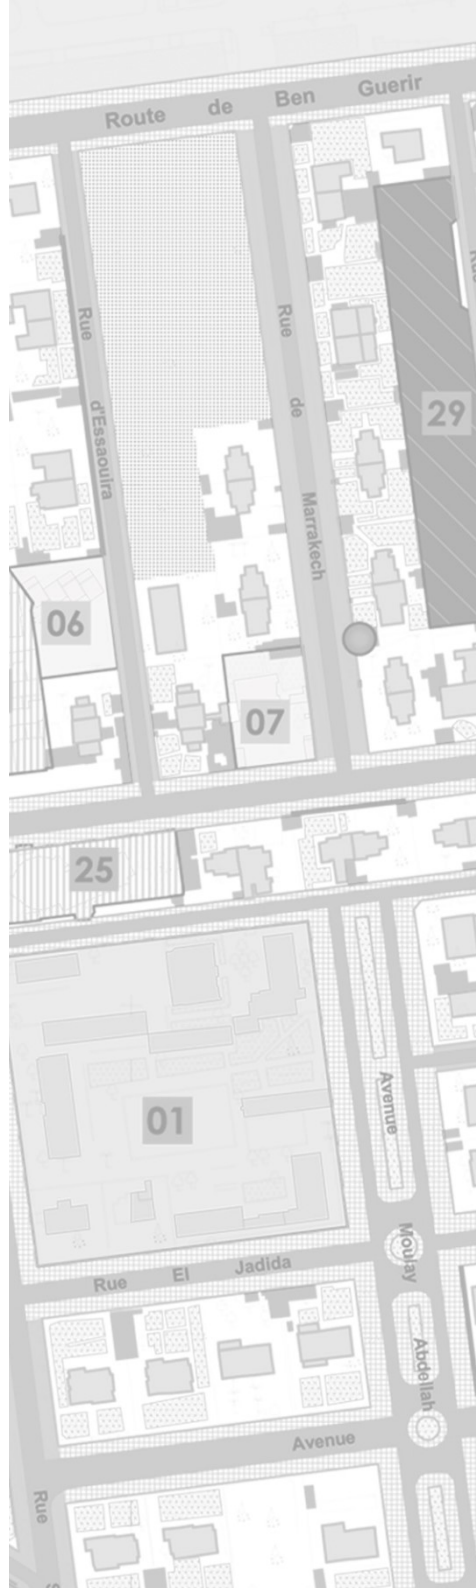 Route de Ben Guerir
Rue
Rue
d'Essaouira
Rue
de
Marrakech
29
06
07
25
01
Avenue
Moulay
Abdellah
Rue El Jadida
Avenue
Rue